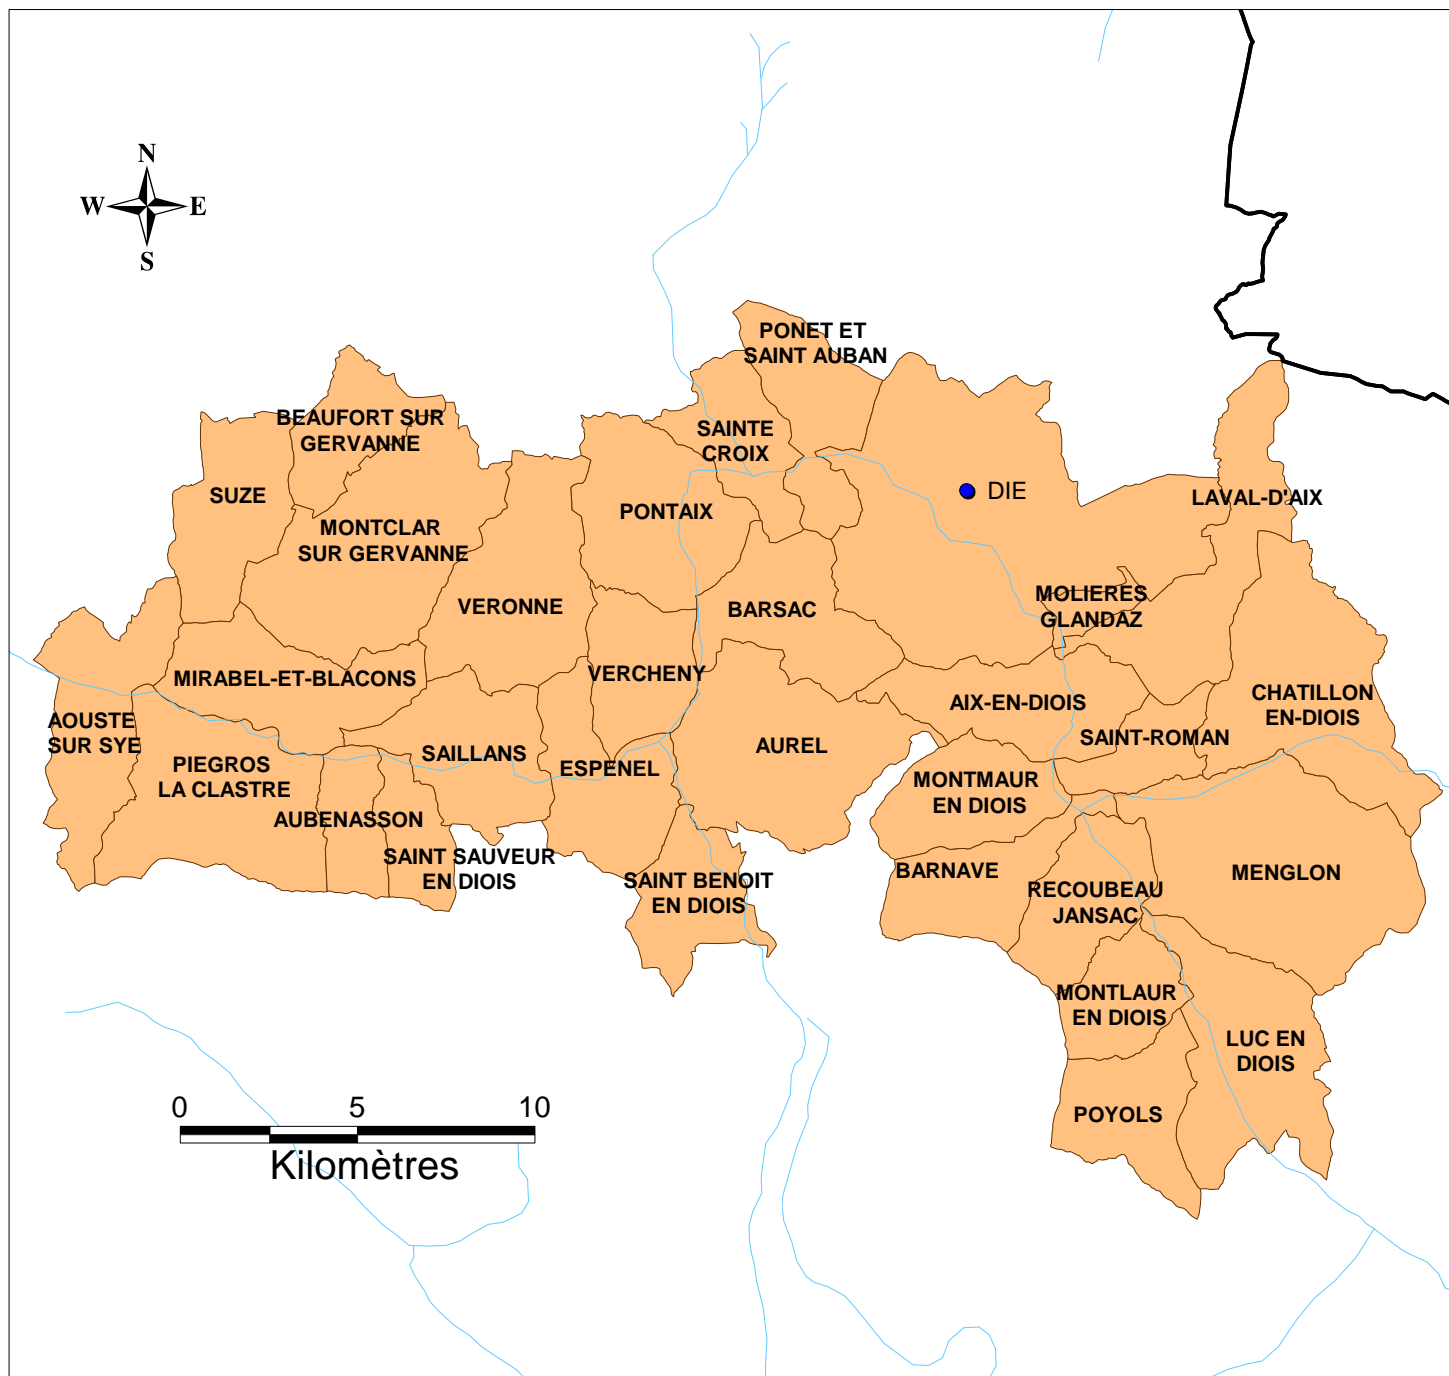 N
W
E
S
PONET ET
SAINT AUBAN
BEAUFORT SUR
GERVANNE
SAINTE
CROIX
SUZE
DIE
LAVAL-D'AIX
PONTAIX
MONTCLAR
SUR GERVANNE
VERONNE
BARSAC
MOLIERES
GLANDAZ
MIRABEL-ET-BLACONS
VERCHENY
AIX-EN-DIOIS
CHATILLON
EN-DIOIS
AOUSTE
SUR SYE
SAINT-ROMAN
SAILLANS
AUREL
PIEGROS
LA CLASTRE
ESPENEL
MONTMAUR
EN DIOIS
AUBENASSON
SAINT SAUVEUR
EN DIOIS
BARNAVE
MENGLON
SAINT BENOIT
EN DIOIS
RECOUBEAU
JANSAC
MONTLAUR
EN DIOIS
LUC EN
DIOIS
POYOLS
0 5 10
Kilomètres